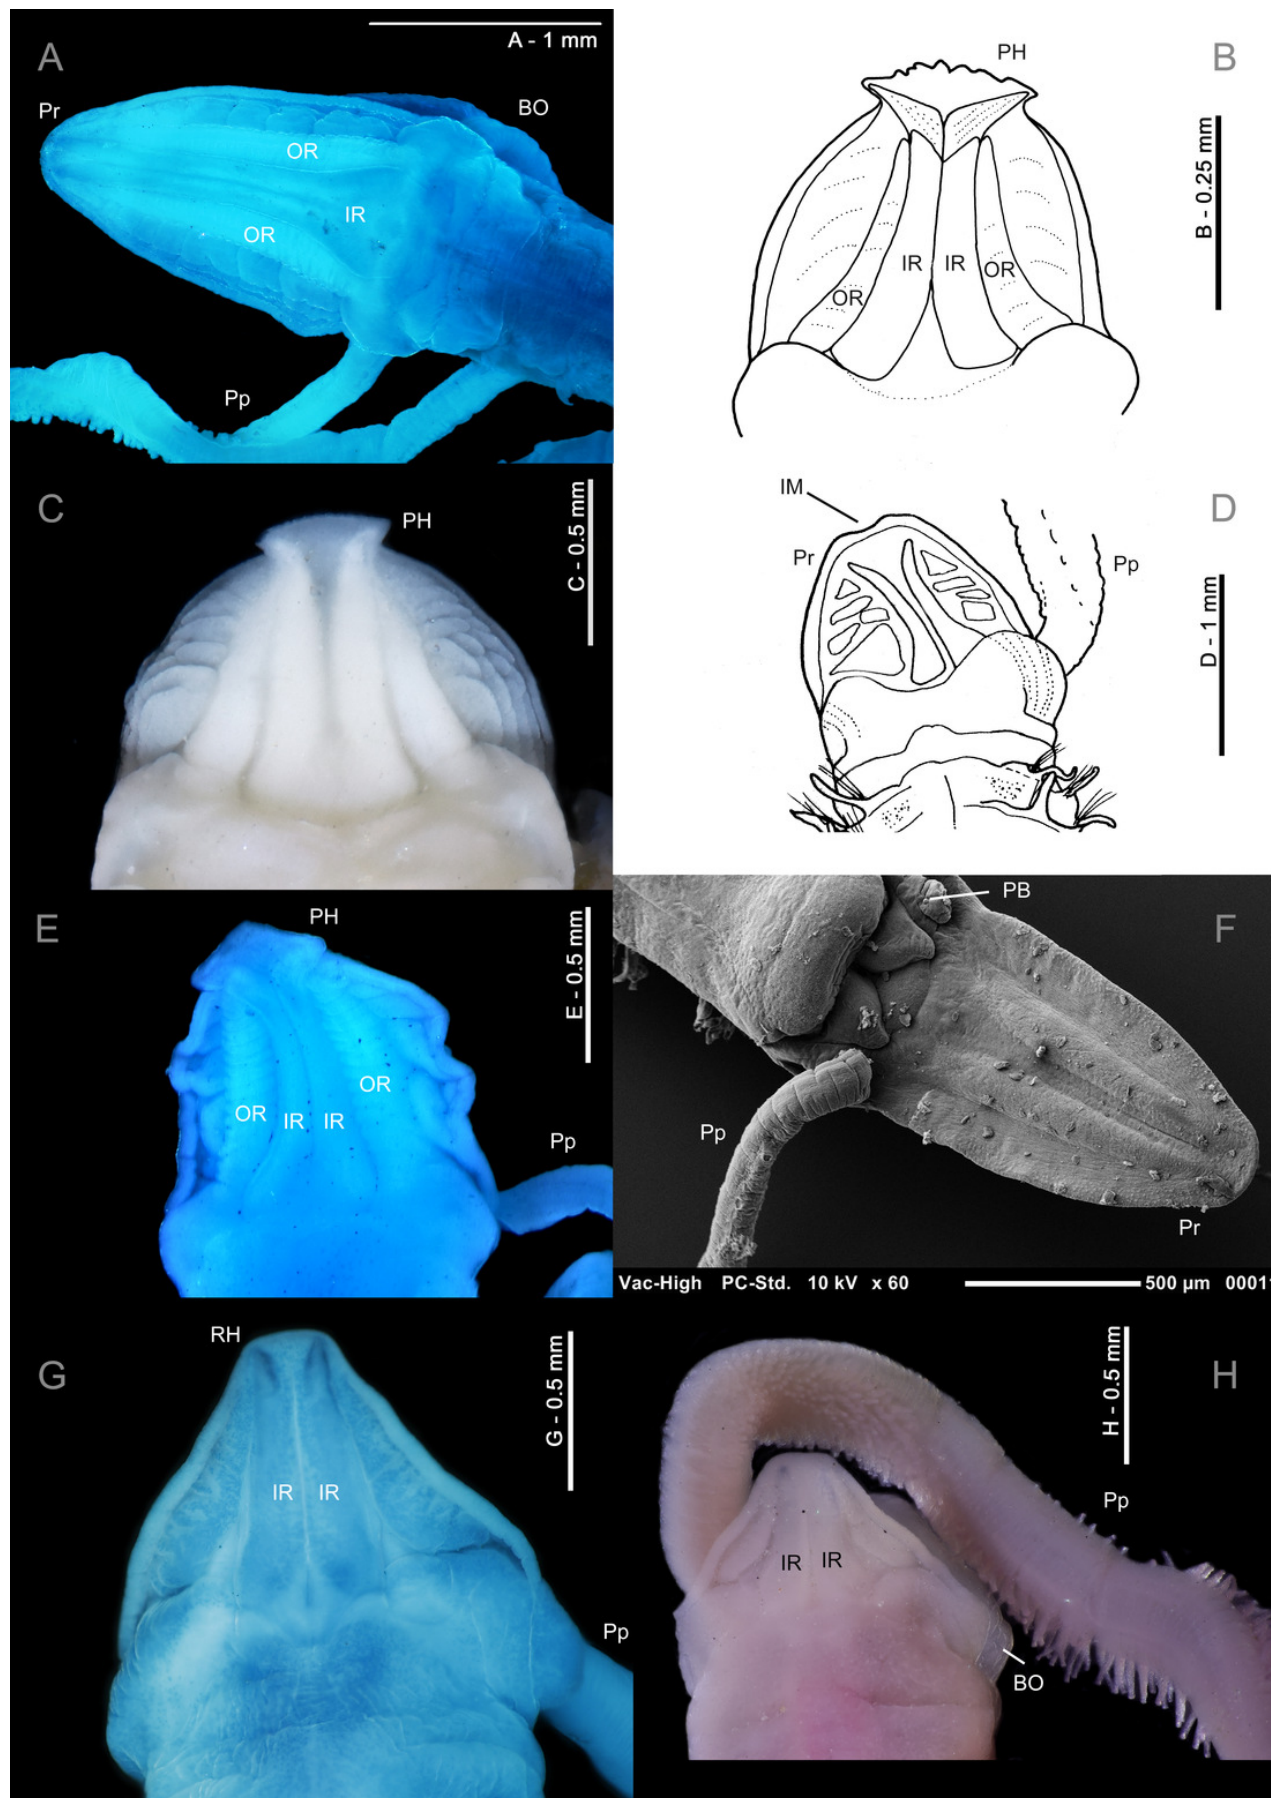 A
A - 1 mm
Pr
BO
OR
IR
OR
Pp
B
PH
B - 0.25 mm
IR
IR
OR
OR
C
PH
C - 0.5 mm
D
IM
Pr
Pp
D - 1 mm
E
PH
E - 0.5 mm
OR
OR
IR
IR
Pp
F
PB
Pp
Pr
Vac-High PC-Std. 10 kV x 60 500 µm 00011
G
RH
G - 0.5 mm
IR
IR
Pp
H
H - 0.5 mm
Pp
IR
IR
BO